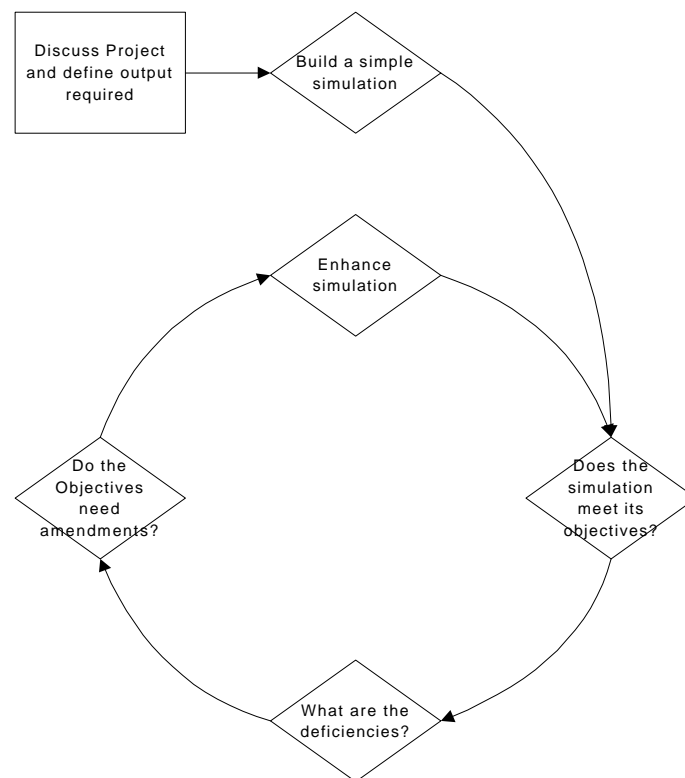 Discuss Project
and define output
required
Build a simple
simulation
Enhance
simulation
Do the
Objectives
need
amendments?
Does the
simulation
meet its
objectives?
What are the
deficiencies?